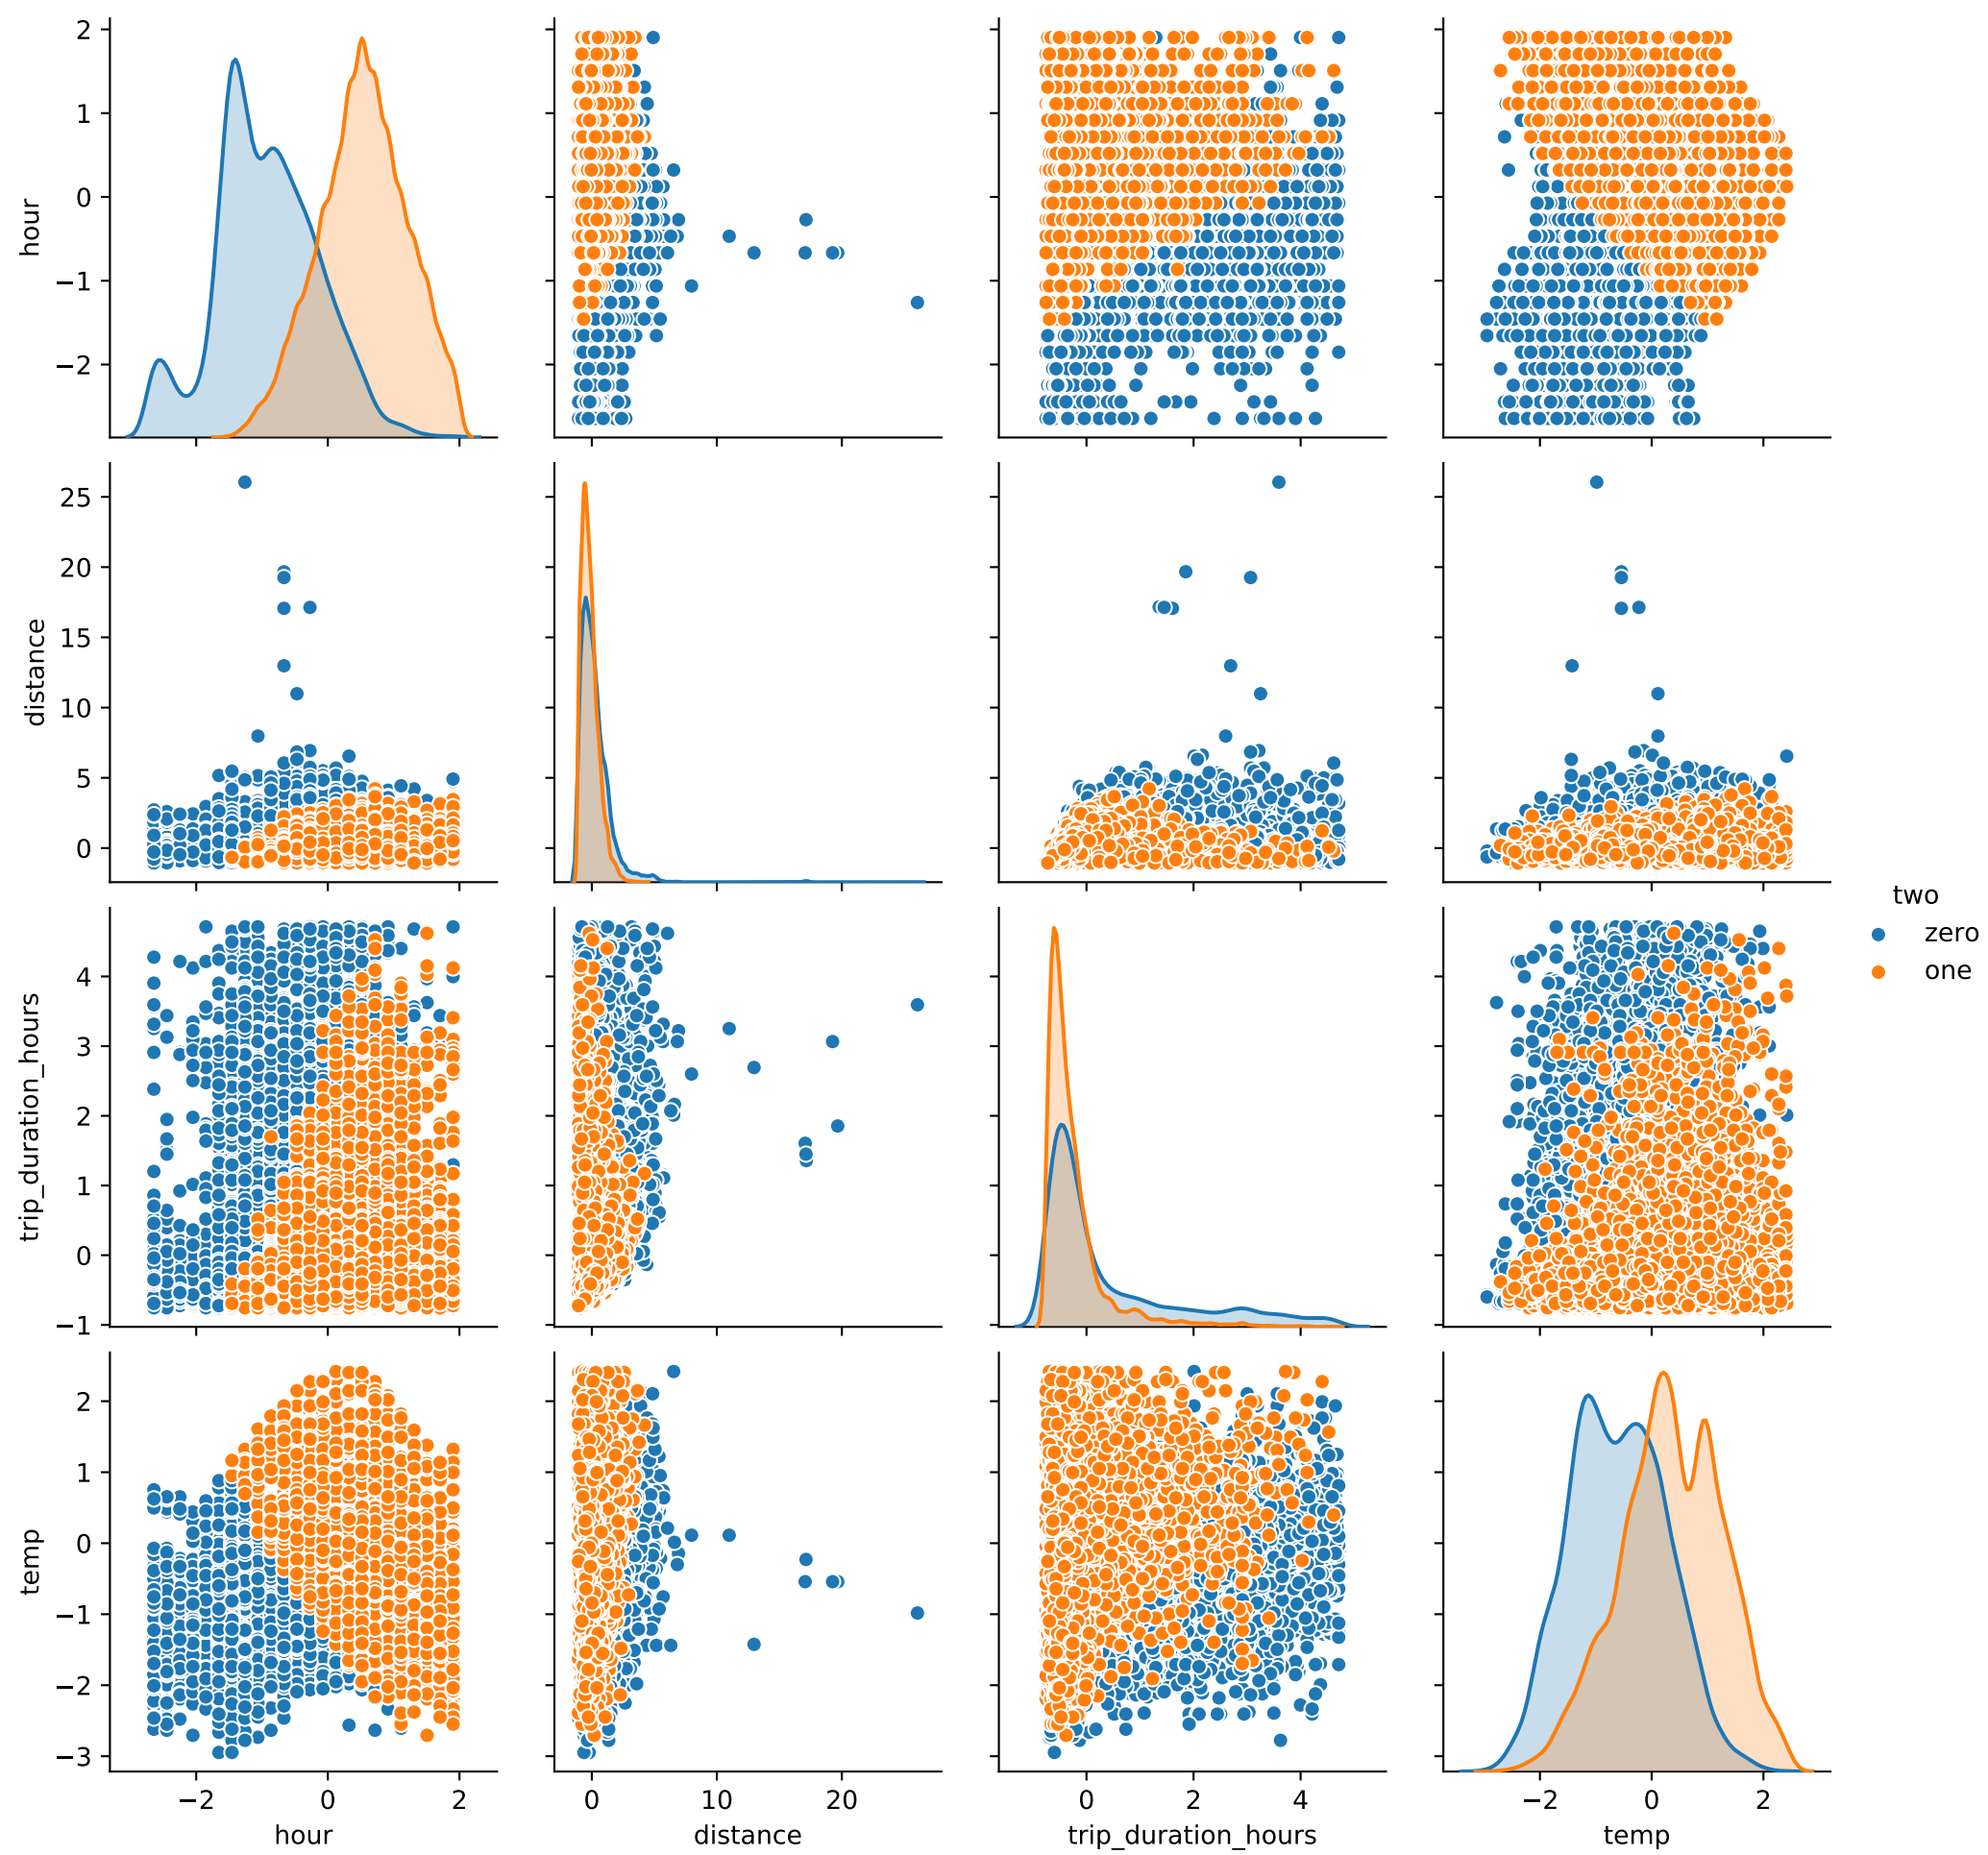 2
1
0
−1
−2
hour
25
20
15
10
5
0
distance
two
zero
one
4
3
2
1
0
−1
trip_duration_hours
2
1
0
−1
−2
−3
temp
−2 0 2
0 10 20
0 2 4
−2 0 2
hour
distance
trip_duration_hours
temp